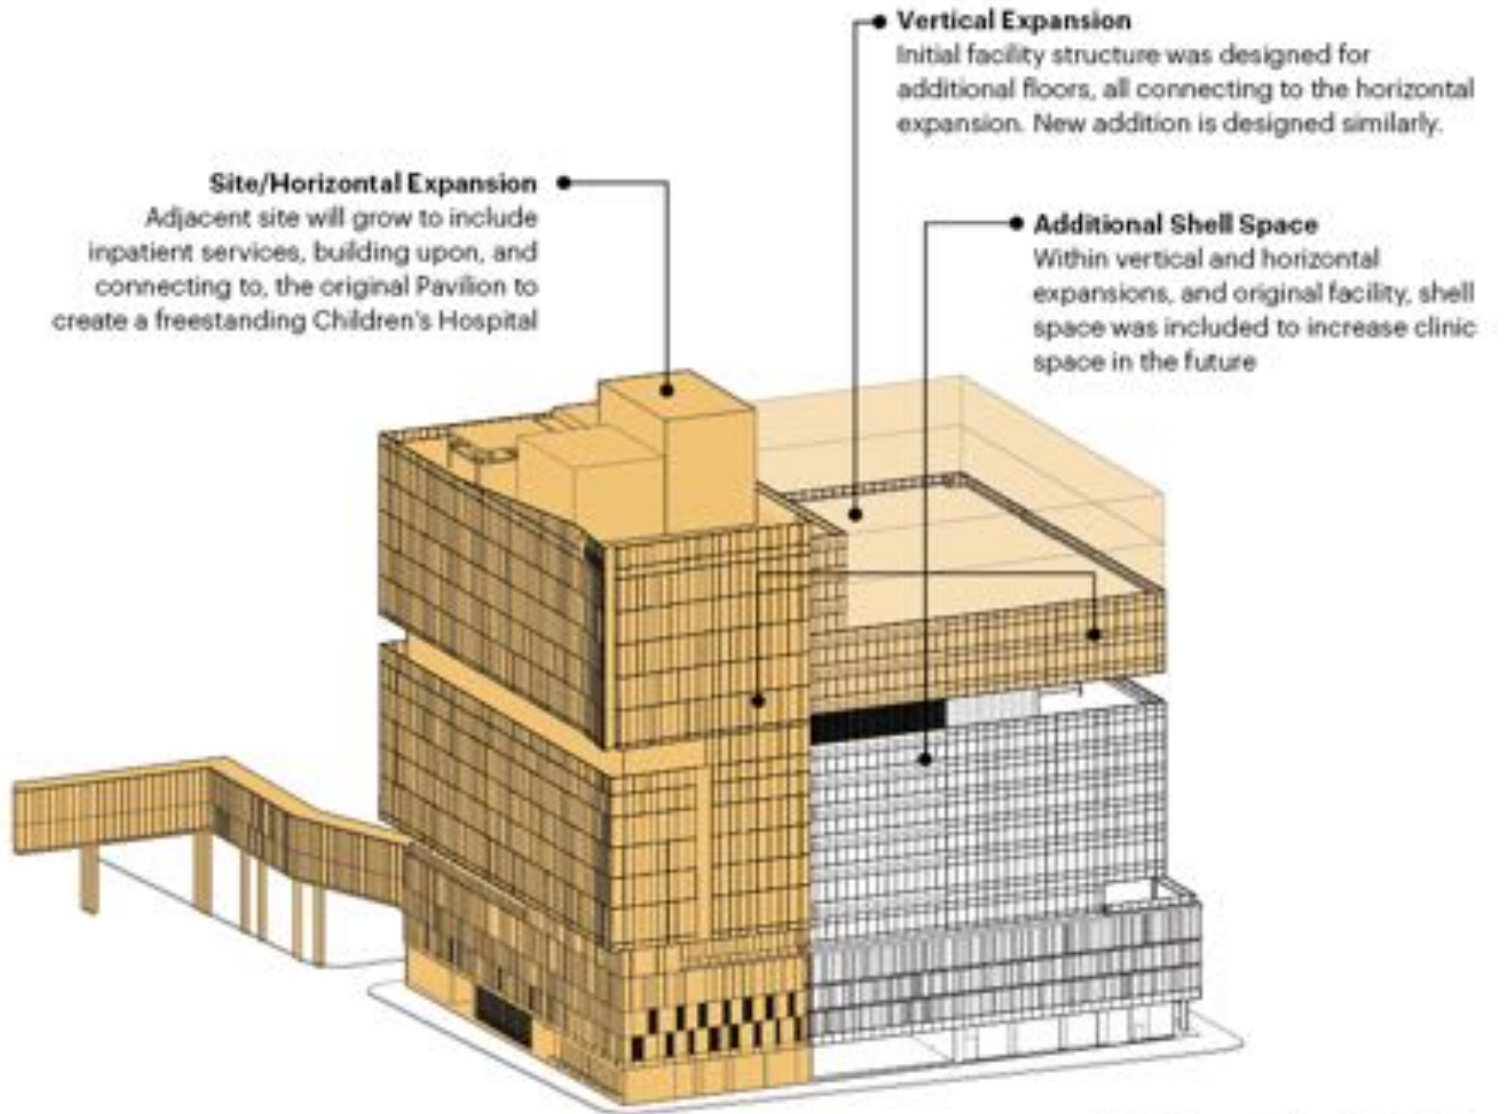 Vertical Expansion
Initial facility structure was designed for
additional floors, all connecting to the horizontal
expansion. New addition is designed similarly.
Site/Horizontal Expansion
Adjacent site will grow to include
inpatient services, building upon, and
connecting to, the original Pavilion to
create a freestanding Children's Hospital
Additional Shell Space
Within vertical and horizontal
expansions, and original facility, shell
space was included to increase clinic
space in the future